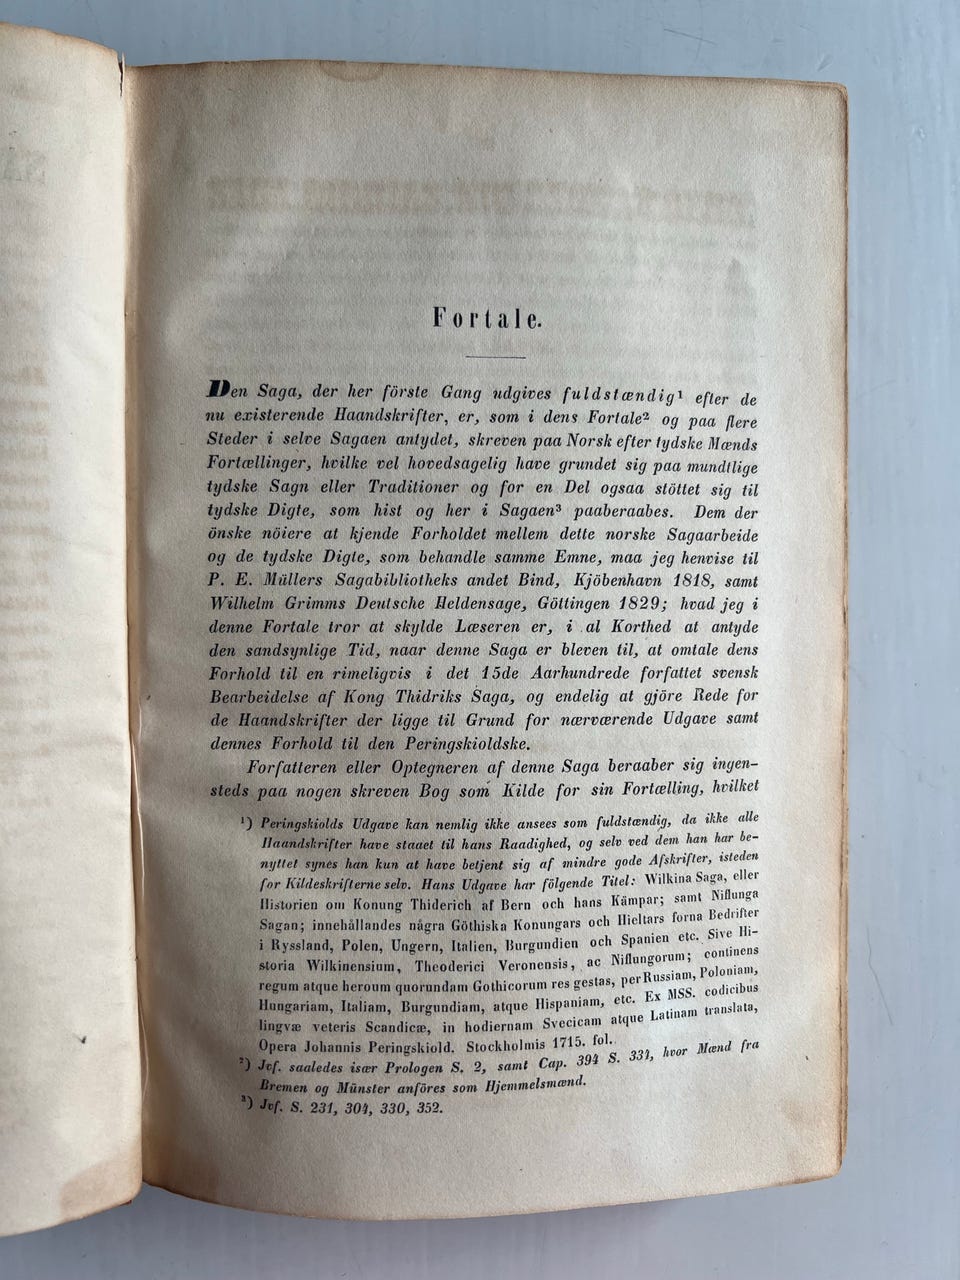 Fortale.
Den Saga, der her förste Gang udgives fuldstændig¹ efter de
nu existerende Haandskrifter, er, som i dens Fortale² og paa flere
Steder i selve Sagaen antydet, skreven paa Norsk efter tydske Mænds
Fortællinger, hvilke vel hovedsagelig have grundet sig paa mundtlige
tydske Sagn eller Traditioner og for en Del ogsaa stöttet sig til
tydske Digte, som hist og her i Sagaen³ paaberaabes. Dem der
önske nöiere at kjende Forholdet mellem dette norske Sagaarbeide
og de tydske Digte, som behandle samme Emne, maa jeg henvise til
P. E. Müllers Sagabibliotheks andet Bind, Kjöbenhavn 1818, samt
Wilhelm Grimms Deutsche Heldensage, Göttingen 1829; hvad jeg i
denne Fortale tror at skylde Læseren er, i al Korthed at antyde
den sandsynlige Tid, naar denne Saga er bleven til, at omtale dens
Forhold til en rimeligvis i det 15de Aarhundrede forfattet svensk
Bearbeidelse af Kong Thidriks Saga, og endelig at gjöre Rede for
de Haandskrifter der ligge til Grund for nærværende Udgave samt
dennes Forhold til den Peringskioldske.
Forfatteren eller Optegneren af denne Saga beraaber sig ingen-
steds paa nogen skreven Bog som Kilde for sin Fortælling, hvilket
¹) Peringskiolds Udgave kan nemlig ikke ansees som fuldstændig, da ikke alle
Haandskrifter have staaet til hans Raadighed, og selv ved dem han har be-
nyttet synes han kun at have betjent sig af mindre gode Afskrifter, isteden
for Kildeskrifterne selv. Hans Udgave har fölgende Titel: Wilkina Saga, eller
Historien om Konung Thiderich af Bern och hans Kämpar; samt Niflunga
Sagan; innehållandes några Göthiska Konungars och Hieltars forna Bedrifter
i Ryssland, Polen, Ungern, Italien, Burgundien och Spanien etc. Sive Hi-
storia Wilkinensium, Theoderici Veronensis, ac Niflungorum; continens
regum atque heroum quorundam Gothicorum res gestas, per Russiam, Poloniam,
Hungariam, Italiam, Burgundiam, atque Hispaniam, etc. Ex MSS. codicibus
lingvæ veteris Scandicæ, in hodiernam Svecicam atque Latinam translata,
Opera Johannis Peringskiold. Stockholmis 1715. fol.
²) Jvf. saaledes især Prologen S. 2, samt Cap. 394 S. 334, hvor Mænd fra
Bremen og Münster anföres som Hjemmelsmænd.
³) Jvf. S. 231, 304, 330, 352.